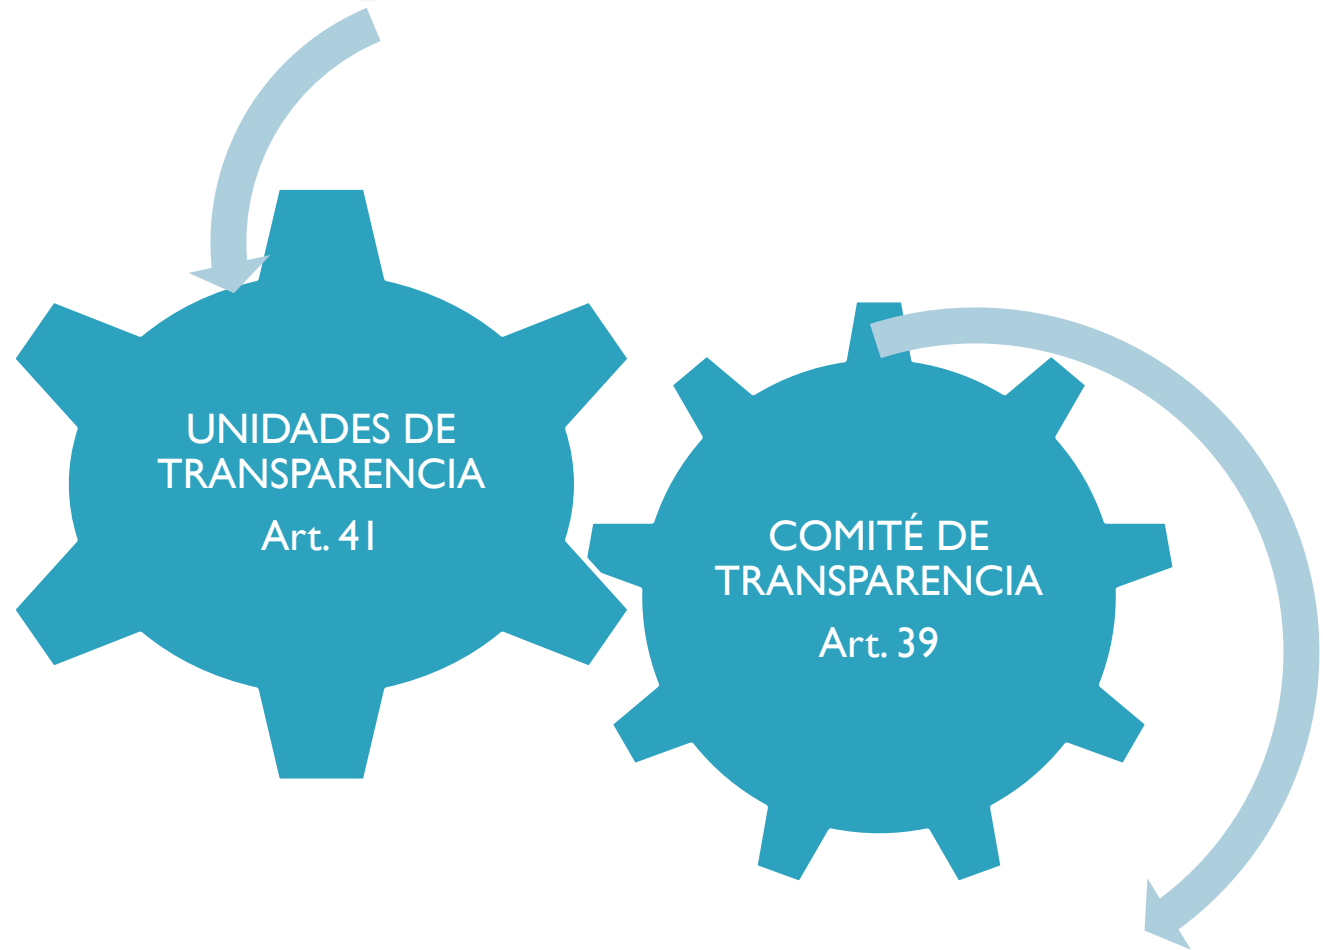 UNIDADES DE
TRANSPARENCIA
Art. 41
COMITÉ DE
TRANSPARENCIA
Art. 39